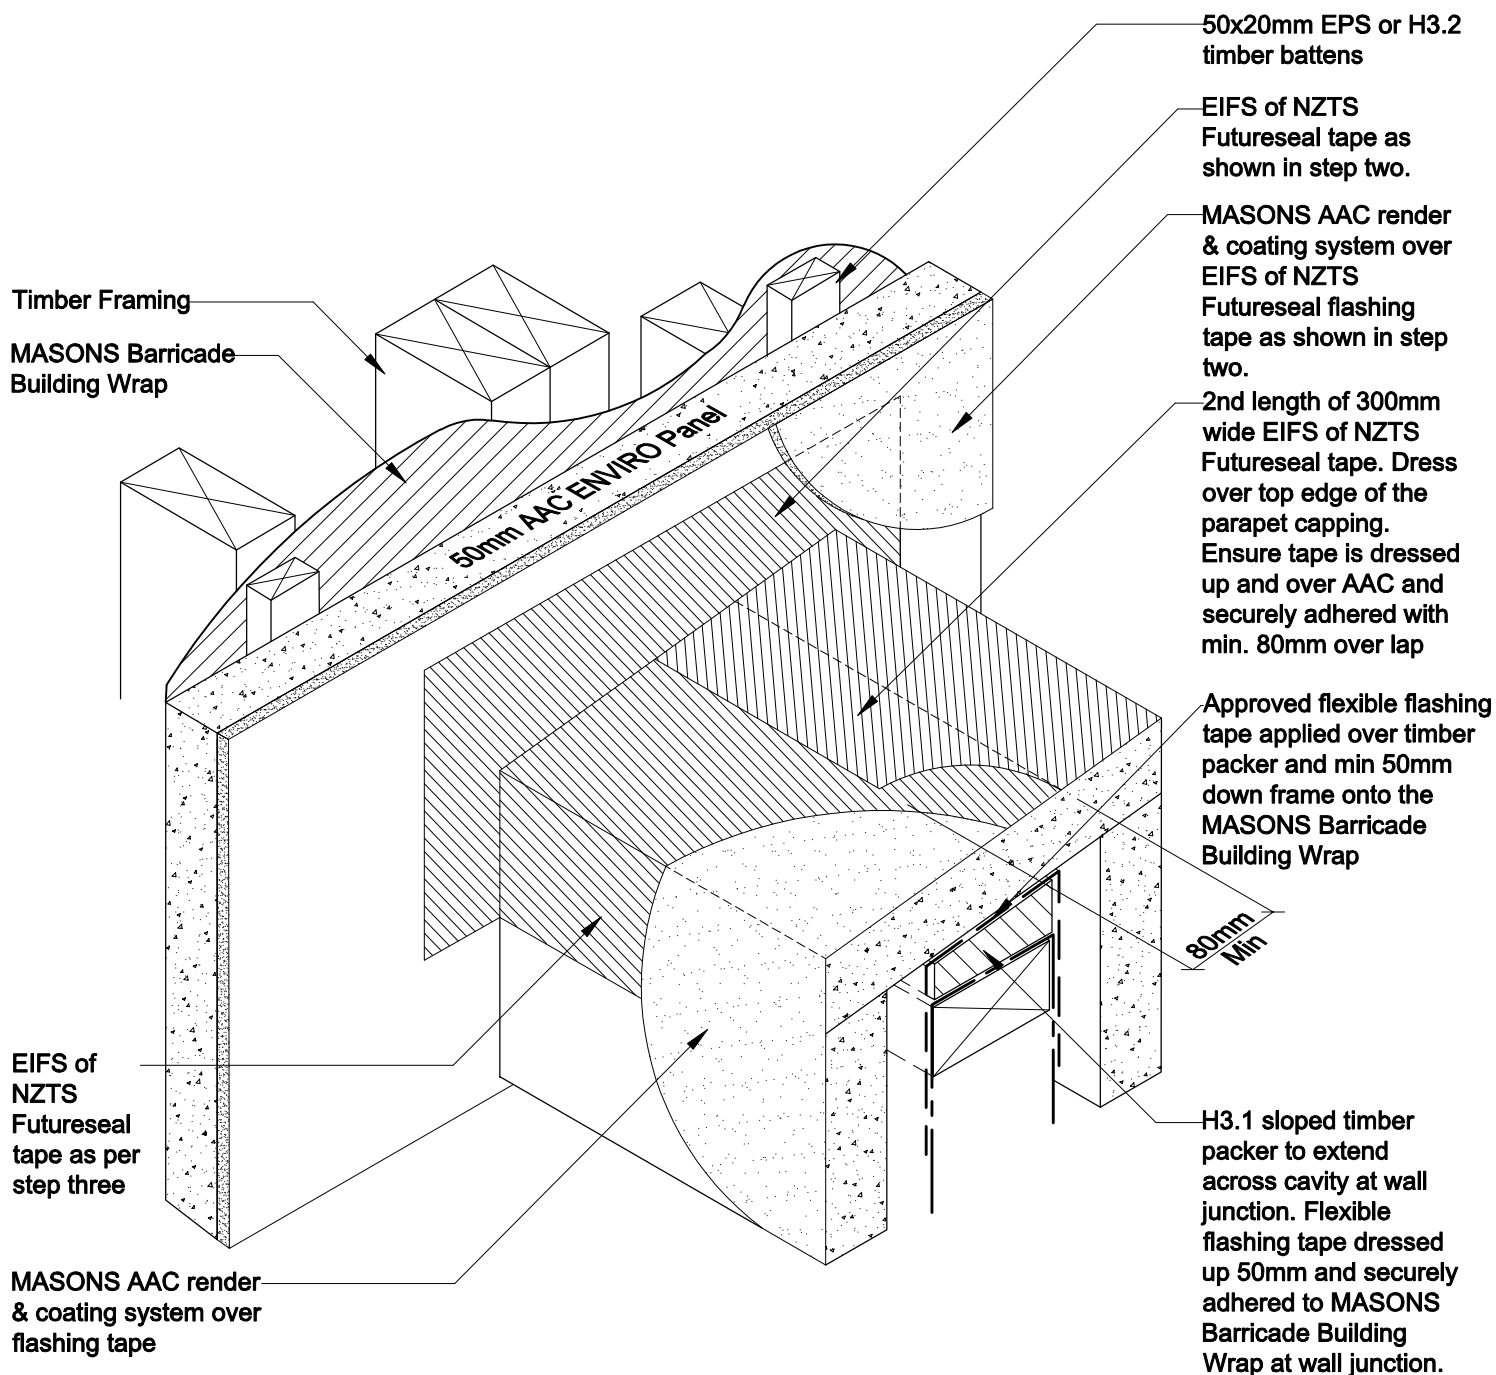 50x20mm EPS or H3.2
timber battens
EIFS of NZTS
Futureseal tape as
shown in step two.
MASONS AAC render
& coating system over
EIFS of NZTS
Futureseal flashing
tape as shown in step
two.
2nd length of 300mm
wide EIFS of NZTS
Futureseal tape. Dress
over top edge of the
parapet capping.
Ensure tape is dressed
up and over AAC and
securely adhered with
min. 80mm over lap
Approved flexible flashing
tape applied over timber
packer and min 50mm
down frame onto the
MASONS Barricade
Building Wrap
80mm
Min
H3.1 sloped timber
packer to extend
across cavity at wall
junction. Flexible
flashing tape dressed
up 50mm and securely
adhered to MASONS
Barricade Building
Wrap at wall junction.
Timber Framing
MASONS Barricade
Building Wrap
50mm AAC ENVIRO Panel
EIFS of
NZTS
Futureseal
tape as per
step three
MASONS AAC render
& coating system over
flashing tape